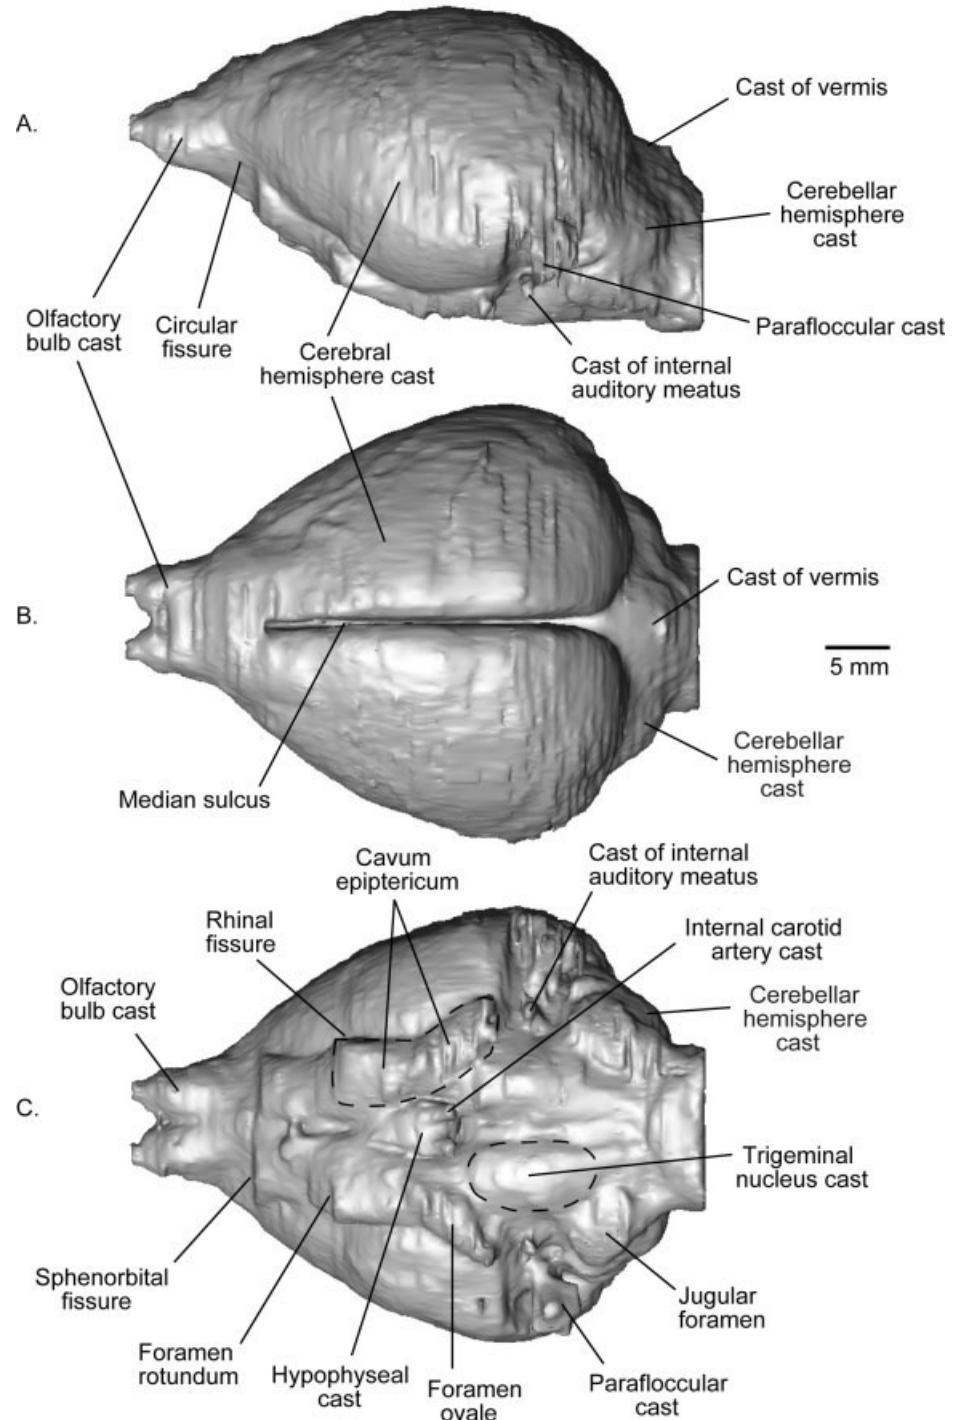 A.
Cast of vermis
Cerebellar
hemisphere
cast
Olfactory
bulb cast
Circular
fissure
Cerebral
hemisphere cast
Parafloccular cast
Cast of internal
auditory meatus
B.
Cast of vermis
5 mm
Cerebellar
hemisphere
cast
Median sulcus
Cavum
epiptericum
Cast of internal
auditory meatus
Rhinal
fissure
Internal carotid
artery cast
Olfactory
bulb cast
Cerebellar
hemisphere
cast
C.
Trigeminal
nucleus cast
Sphenorbital
fissure
Jugular
foramen
Foramen
rotundum
Hypophyseal
cast
Foramen
ovale
Parafloccular
cast